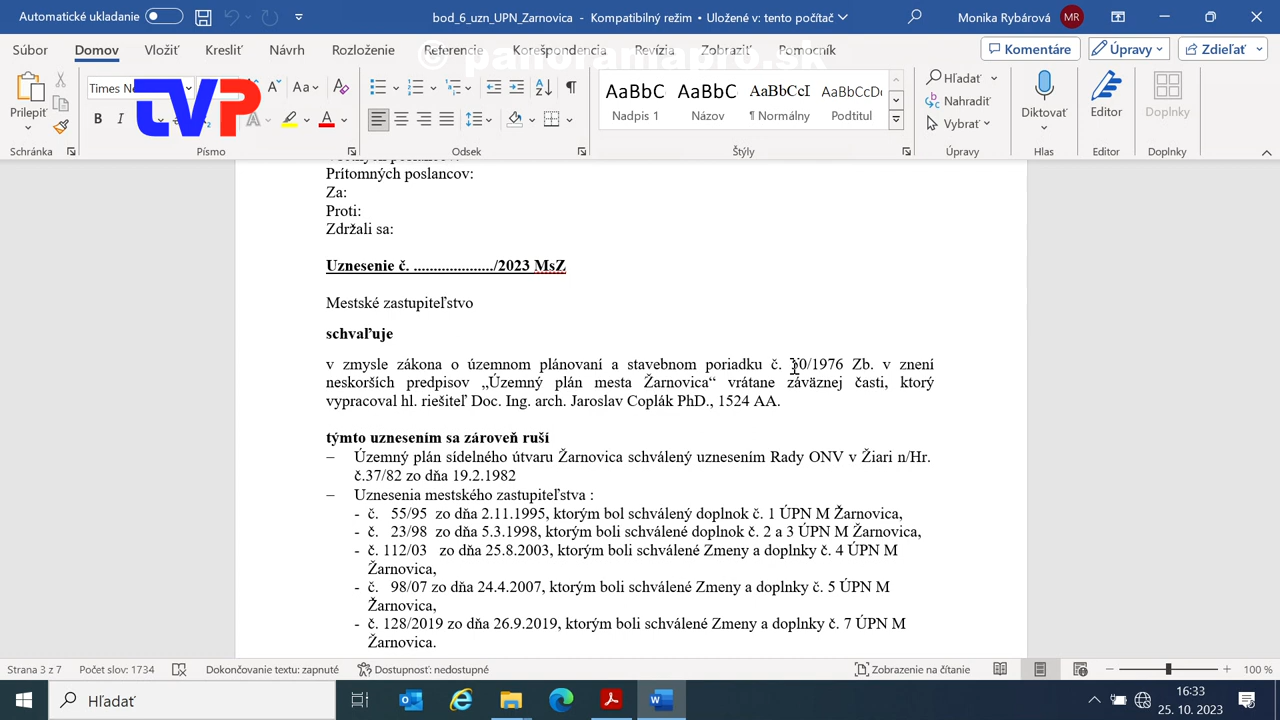 Automatické ukladanie
bod_6_uzn_UPN_Zarnovica - Kompatibilný režim • Uložené v: tento počítač
Monika Rybárová MR
Súbor Domov Vložiť Kresliť Návrh Rozloženie Referencie Korešpondencia Revízia Zobraziť Pomocník
Komentáre Úpravy Zdieľať
© panoramapro.sk
TVP
Prilepiť
Aa
B I
AaBbC AaBbC AaBbCcI AaBbCcD
Nadpis 1 Názov ¶ Normálny Podtitul
Hľadať
Nahradiť
Vybrať
Diktovať Editor Doplnky
Schránka Písmo Odsek Štýly Úpravy Hlas Editor Doplnky
Prítomných poslancov:
Za:
Proti:
Zdržali sa:
Uznesenie č. ..................../2023 MsZ
Mestské zastupiteľstvo
schvaľuje
v zmysle zákona o územnom plánovaní a stavebnom poriadku č. 50/1976 Zb. v znení
neskorších predpisov „Územný plán mesta Žarnovica“ vrátane záväznej časti, ktorý
vypracoval hl. riešiteľ Doc. Ing. arch. Jaroslav Coplák PhD., 1524 AA.
týmto uznesením sa zároveň ruší
– Územný plán sídelného útvaru Žarnovica schválený uznesením Rady ONV v Žiari n/Hr.
č.37/82 zo dňa 19.2.1982
– Uznesenia mestského zastupiteľstva :
- č. 55/95 zo dňa 2.11.1995, ktorým bol schválený doplnok č. 1 ÚPN M Žarnovica,
- č. 23/98 zo dňa 5.3.1998, ktorým boli schválené doplnok č. 2 a 3 ÚPN M Žarnovica,
- č. 112/03 zo dňa 25.8.2003, ktorým boli schválené Zmeny a doplnky č. 4 ÚPN M
Žarnovica,
- č. 98/07 zo dňa 24.4.2007, ktorým boli schválené Zmeny a doplnky č. 5 ÚPN M
Žarnovica,
- č. 128/2019 zo dňa 26.9.2019, ktorým boli schválené Zmeny a doplnky č. 7 ÚPN M
Žarnovica.
Strana 3 z 7 Počet slov: 1734 Dokončovanie textu: zapnuté Dostupnosť: nedostupné Zobrazenie na čítanie 100 %
Hľadať
16:33
25. 10. 2023